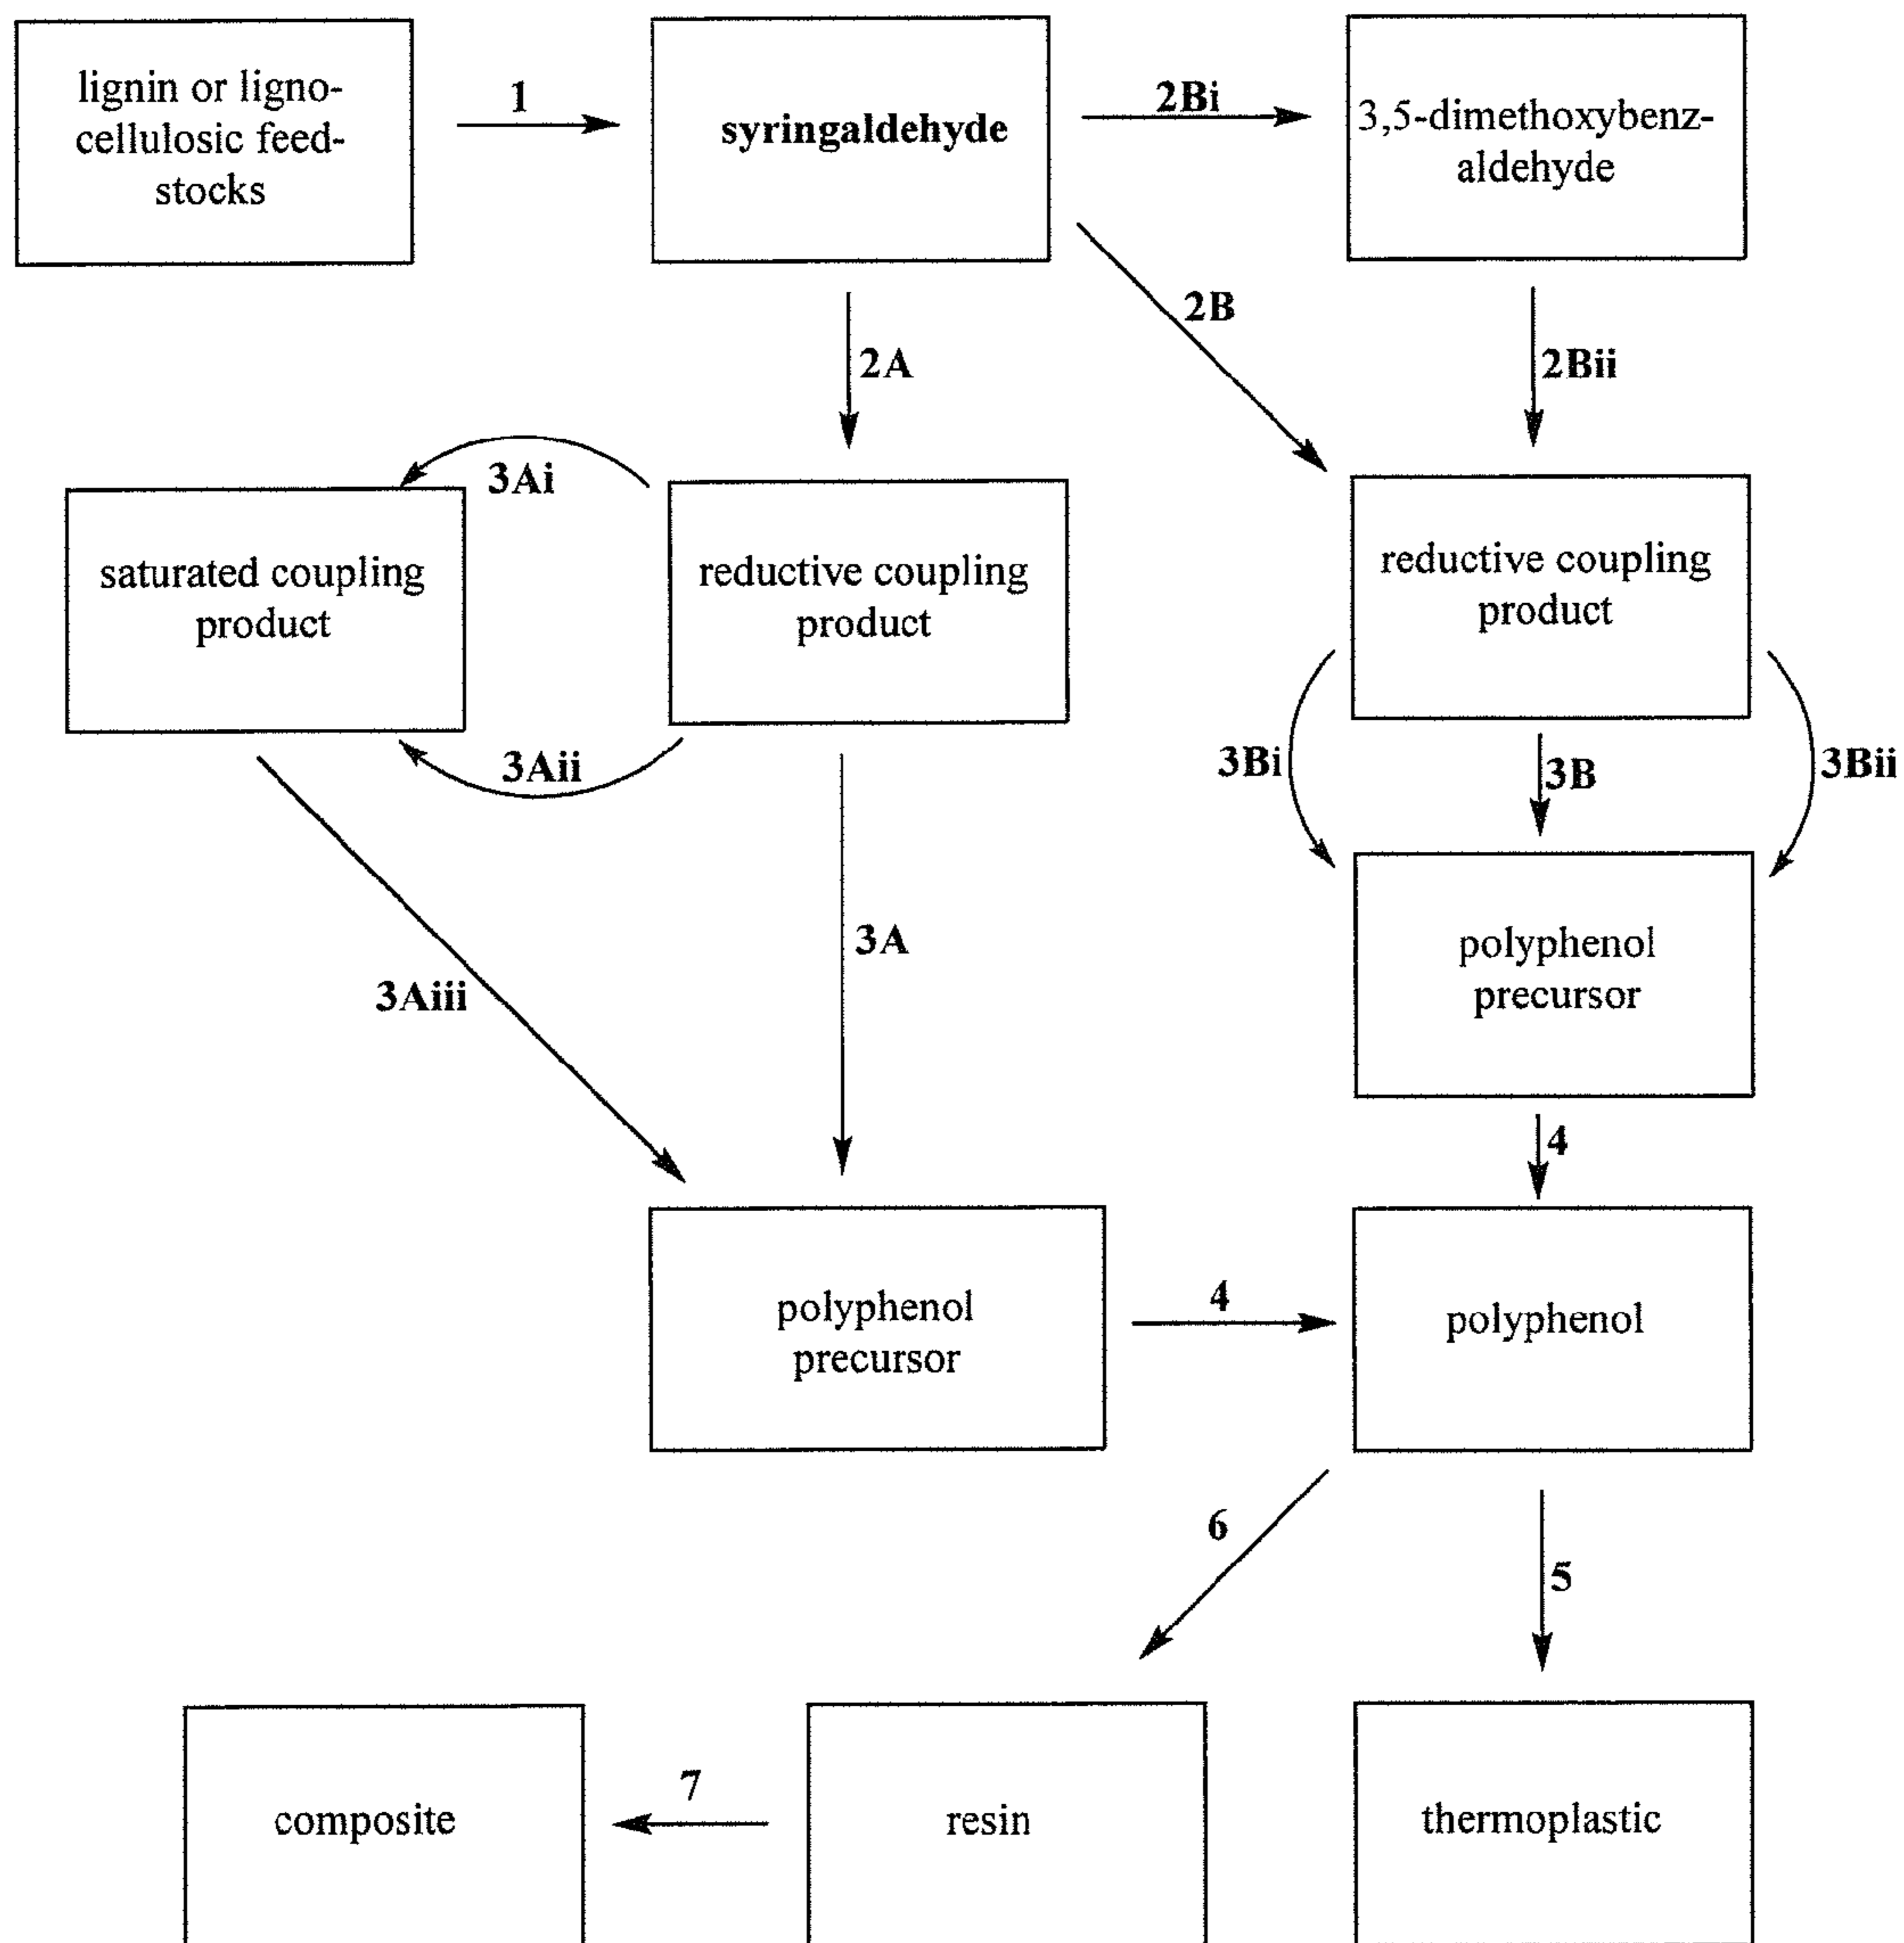 lignin or ligno-
cellulosic feed-
stocks
1
syringaldehyde
2Bi
3,5-dimethoxybenz-
aldehyde
2A
2B
2Bii
saturated coupling
product
3Ai
3Aii
reductive coupling
product
reductive coupling
product
3Bi
3B
3Bii
3Aiii
3A
polyphenol
precursor
4
polyphenol
precursor
4
polyphenol
6
5
composite
7
resin
thermoplastic